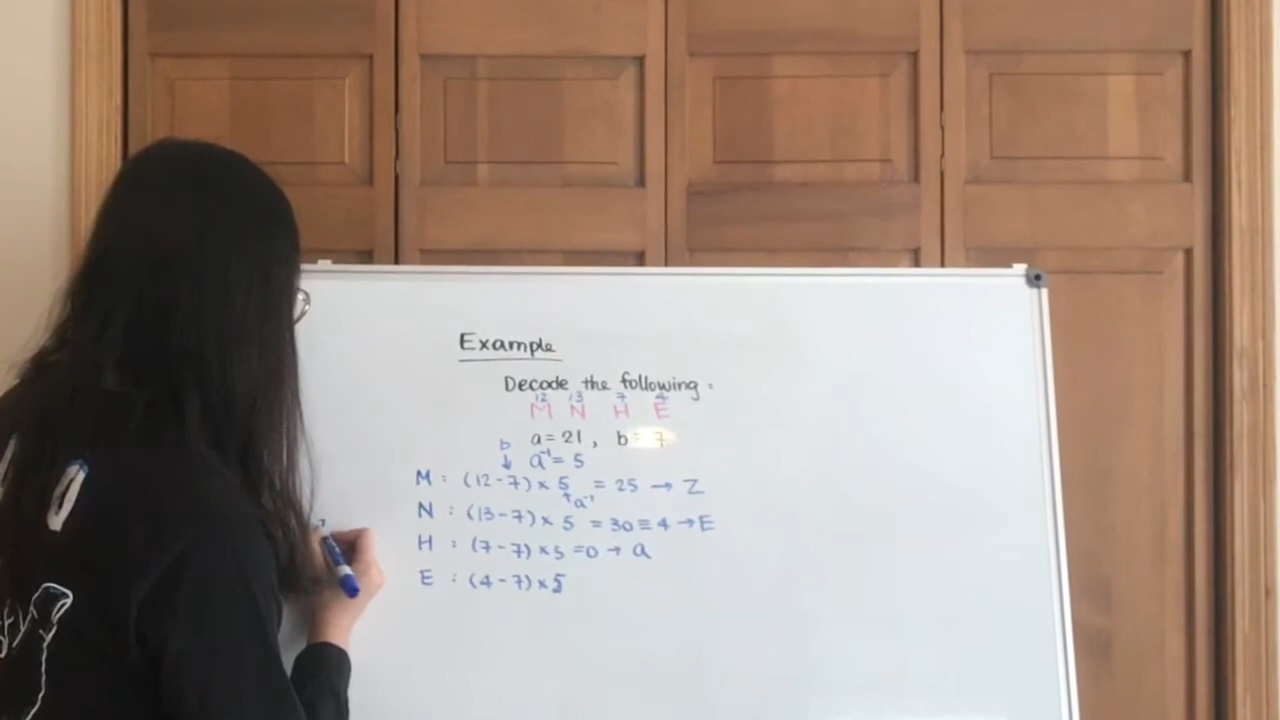 Example
Decode the following:
12 13 7 4
M N H E
a = 21, b = 7
b a⁻¹ = 5
↓
M : (12 - 7) × 5 = 25 → Z
↑a⁻¹
N : (13 - 7) × 5 = 30 ≡ 4 → E
H : (7 - 7) × 5 = 0 → a
E : (4 - 7) × 5